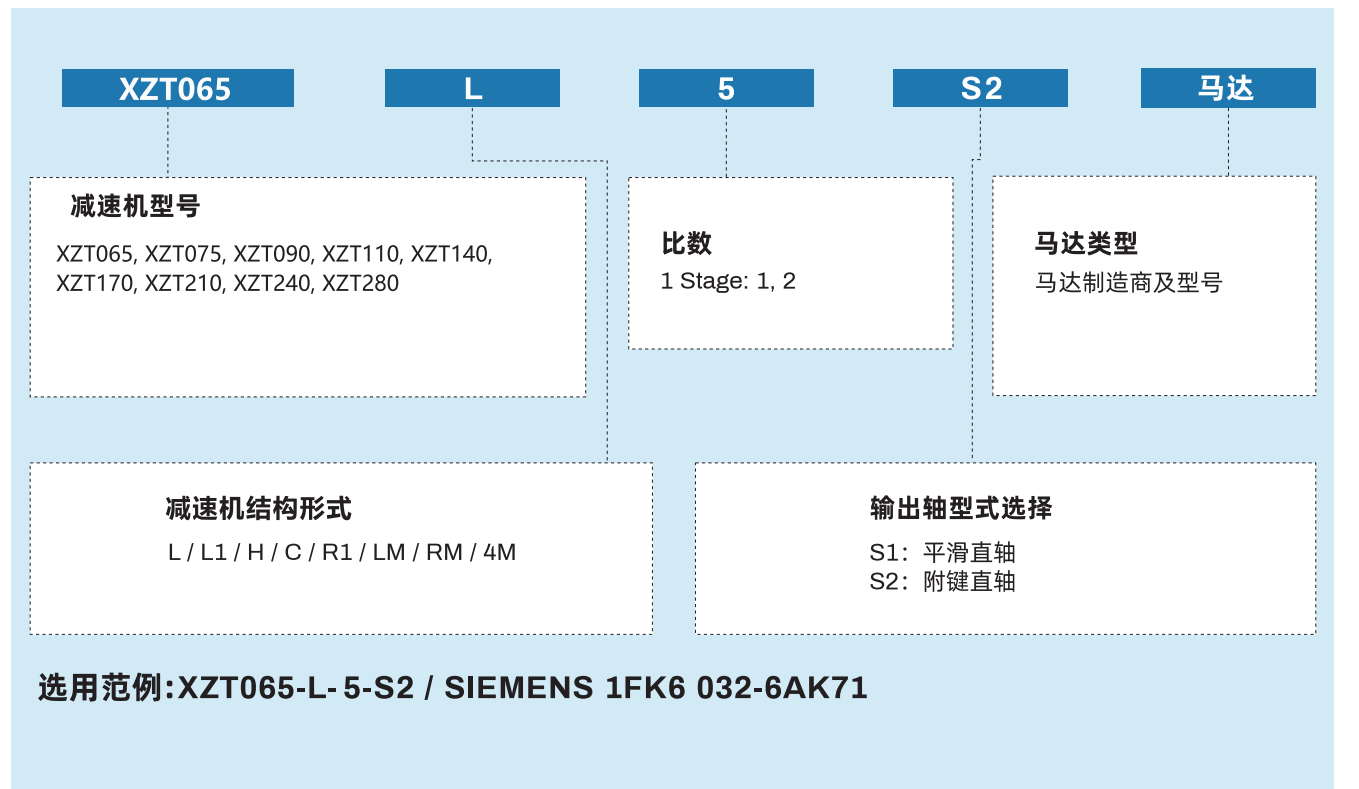 XZT065
L
5
S2
马达
减速机型号
XZT065, XZT075, XZT090, XZT110, XZT140,
XZT170, XZT210, XZT240, XZT280
比数
1 Stage: 1, 2
马达类型
马达制造商及型号
减速机结构形式
L / L1 / H / C / R1 / LM / RM / 4M
输出轴型式选择
S1：平滑直轴
S2：附键直轴
选用范例:XZT065-L- 5-S2 / SIEMENS 1FK6 032-6AK71